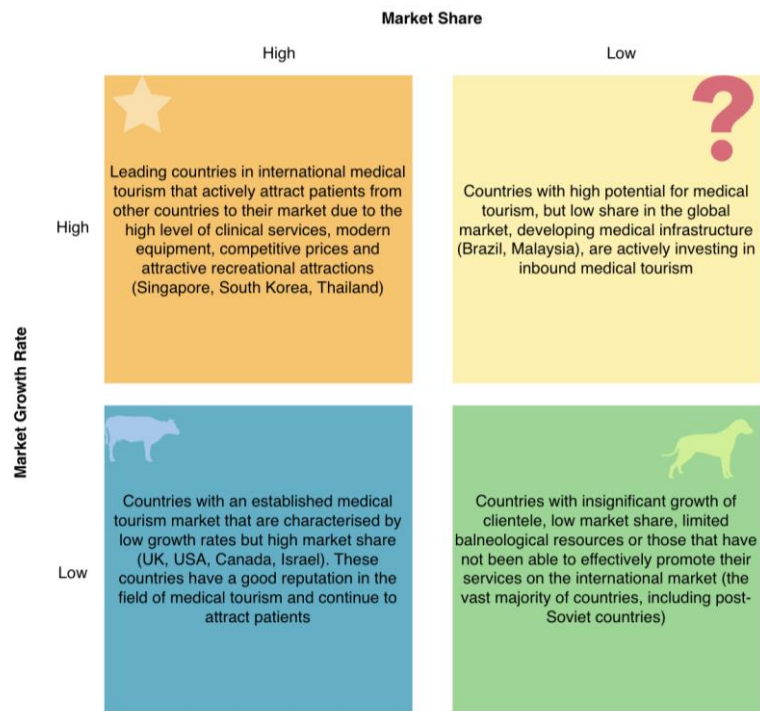 Market Share
High
Low
High
Leading countries in international medical
tourism that actively attract patients from
other countries to their market due to the
high level of clinical services, modern
equipment, competitive prices and
attractive recreational attractions
(Singapore, South Korea, Thailand)
?
Countries with high potential for medical
tourism, but low share in the global
market, developing medical infrastructure
(Brazil, Malaysia), are actively investing in
inbound medical tourism
Market Growth Rate
Low
Countries with an established medical
tourism market that are characterised by
low growth rates but high market share
(UK, USA, Canada, Israel). These
countries have a good reputation in the
field of medical tourism and continue to
attract patients
Countries with insignificant growth of
clientele, low market share, limited
balneological resources or those that have
not been able to effectively promote their
services on the international market (the
vast majority of countries, including post-
Soviet countries)